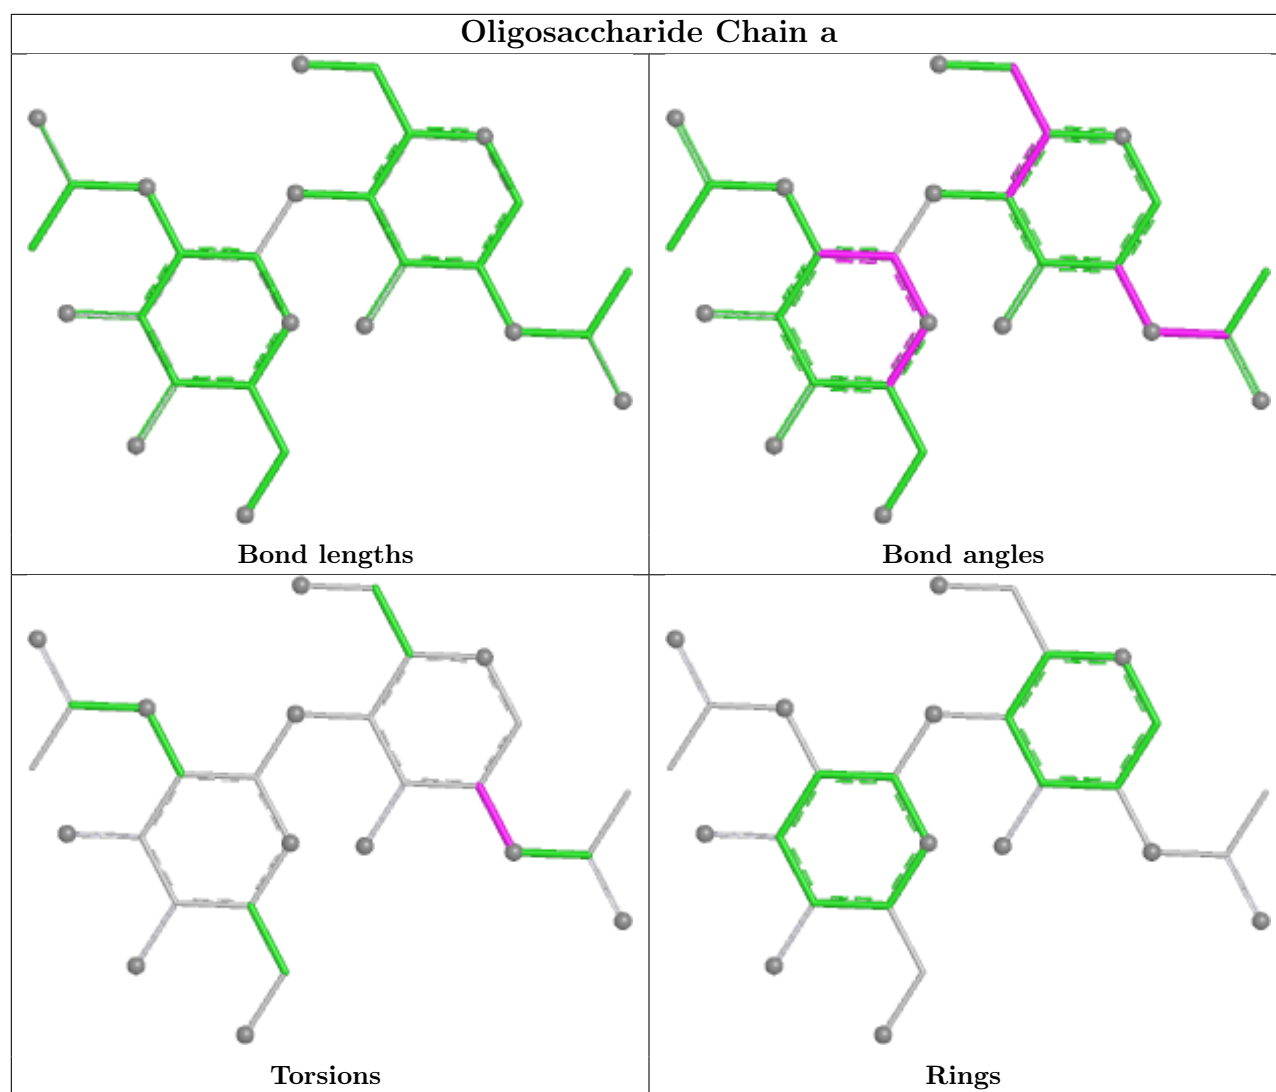 Oligosaccharide Chain a
Bond lengths
Bond angles
Torsions
Rings